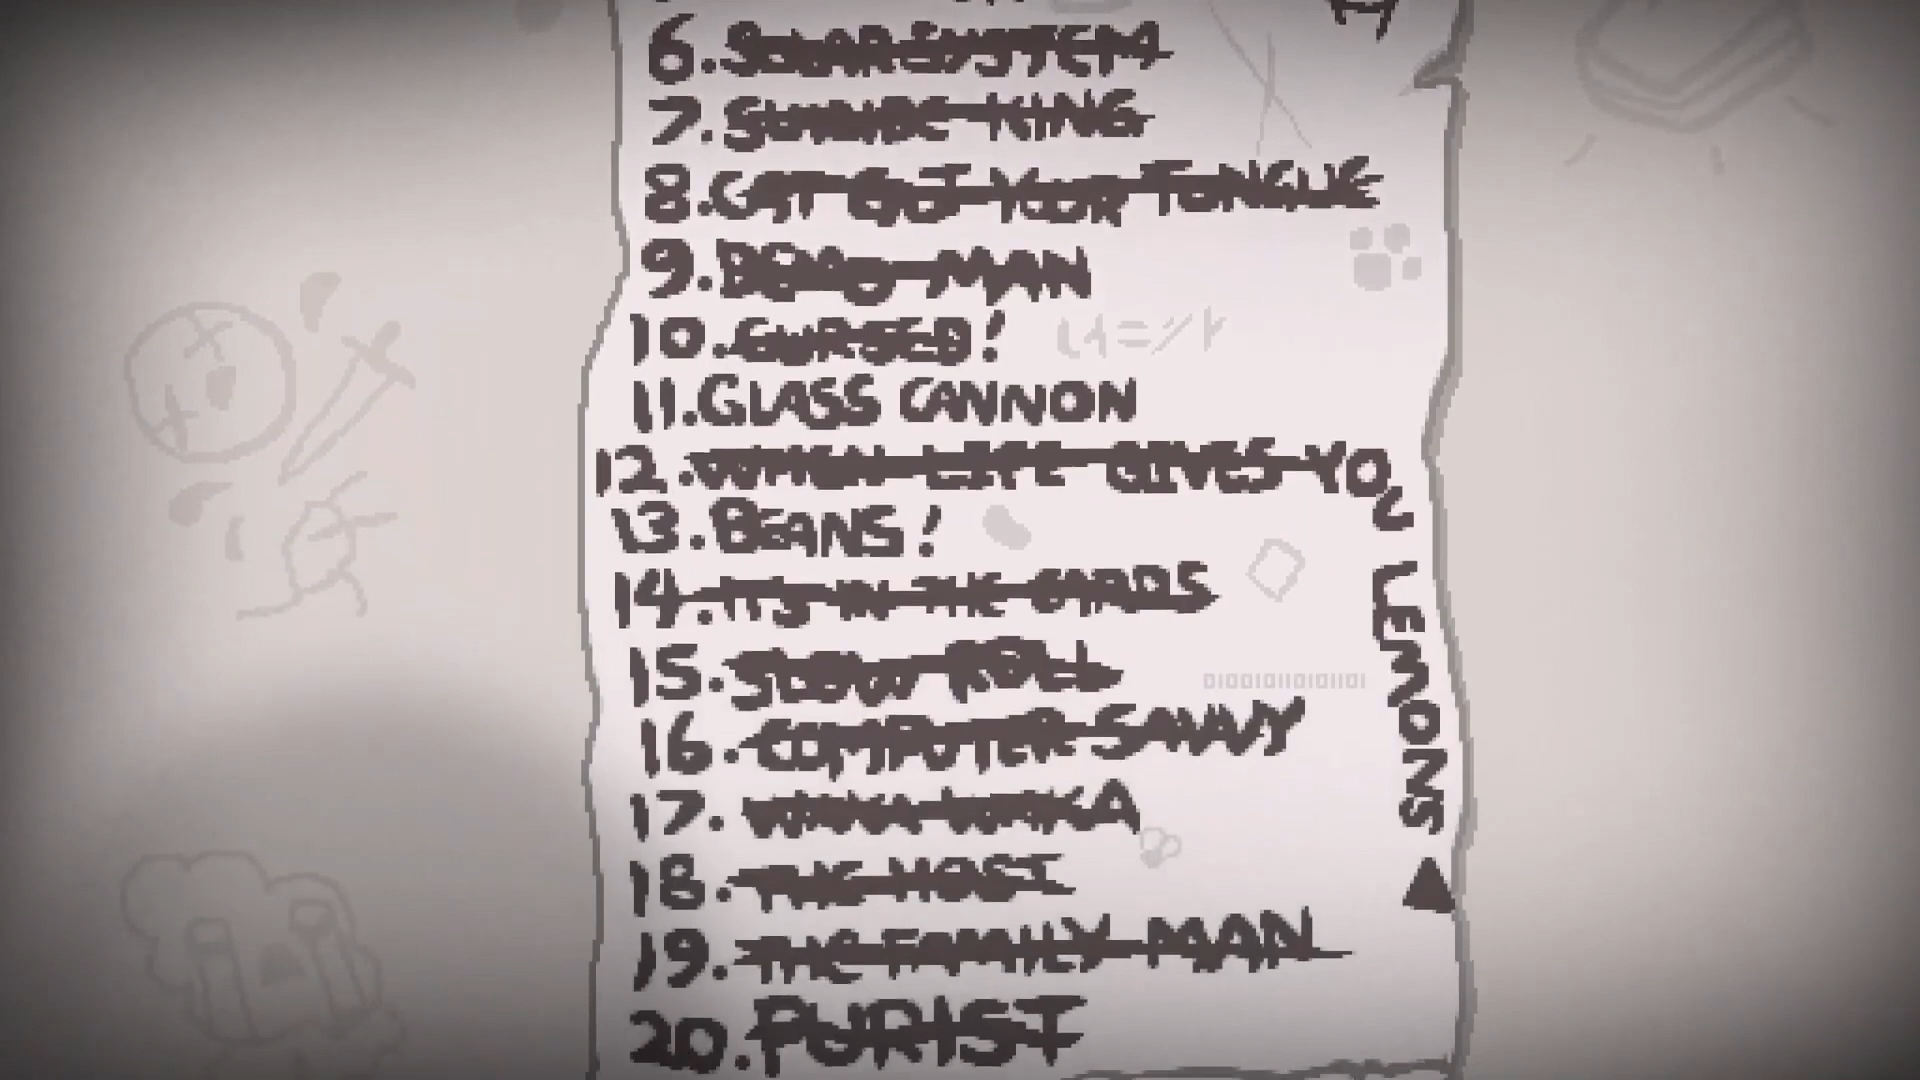 6. SOLAR SYSTEM
7. SUICIDE KING
8. CAT GOT YOUR TONGUE
9. DEMO MAN
10. CURSED!
11. GLASS CANNON
12. WHEN LIFE GIVES YOU LEMONS
13. BEANS!
14. ITS IN THE CARDS
15. SLOW ROLL
16. COMPUTER SAVVY
17. WAKA WAKA
18. THE HOST
19. THE FAMILY MAN
20. PURIST